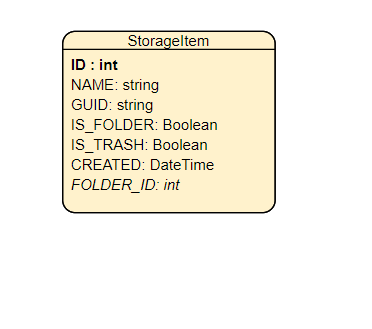 StorageItem
ID : int
NAME: string
GUID: string
IS_FOLDER: Boolean
IS_TRASH: Boolean
CREATED: DateTime
FOLDER_ID: int